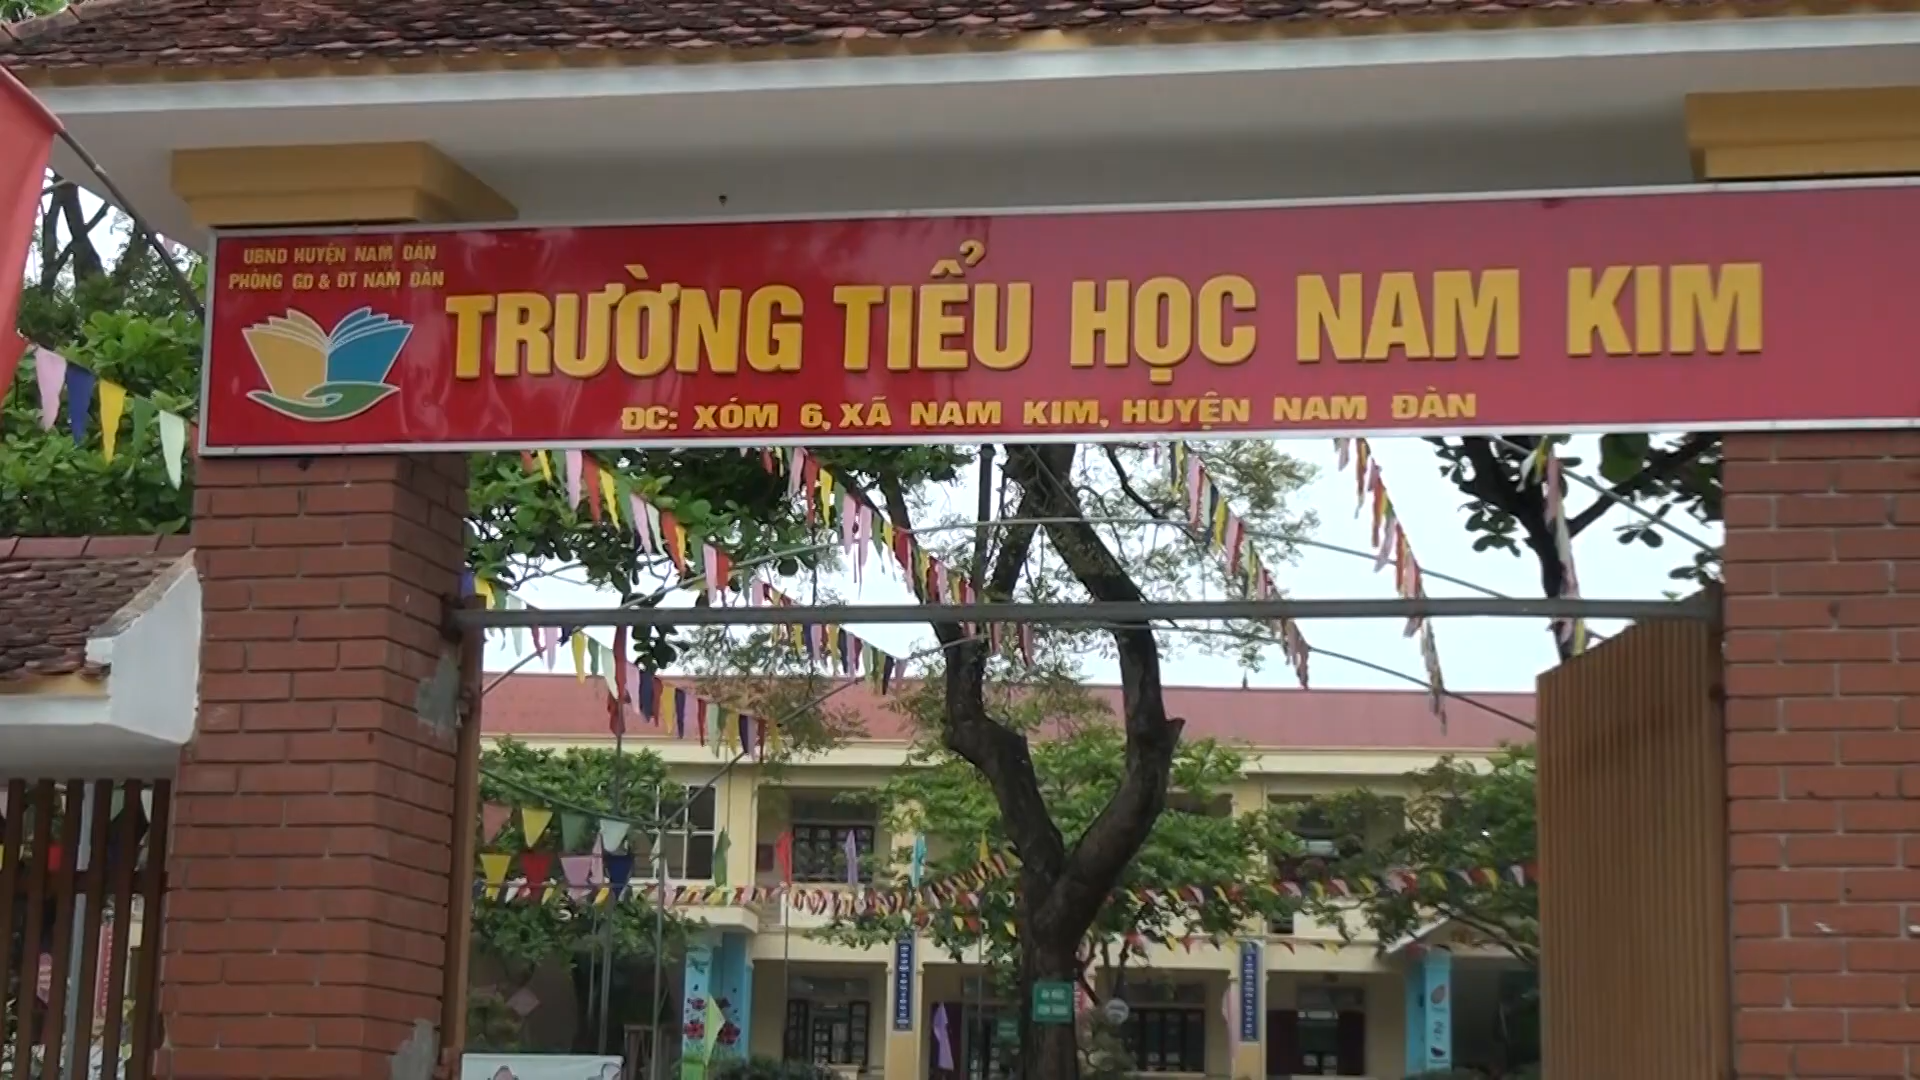 UBND HUYỆN NAM ĐÀN
PHÒNG GD & ĐT NAM ĐÀN
TRƯỜNG TIỂU HỌC NAM KIM
ĐC: XÓM 6, XÃ NAM KIM, HUYỆN NAM ĐÀN